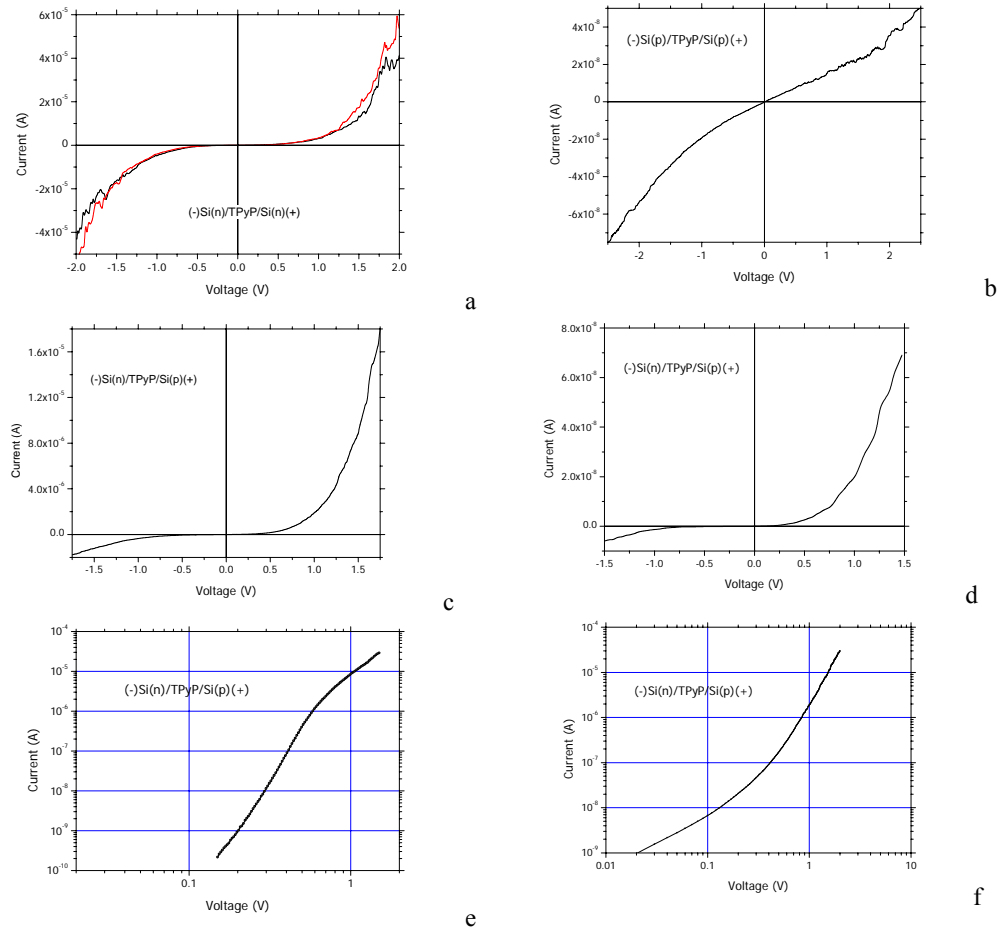 6x10⁻⁵
4x10⁻⁵
2x10⁻⁵
0
-2x10⁻⁵
-4x10⁻⁵
Current (A)
(-)Si(n)/TPyP/Si(n)(+)
-2.0 -1.5 -1.0 -0.5 0.0 0.5 1.0 1.5 2.0
Voltage (V)
a
4x10⁻⁸
2x10⁻⁸
0
-2x10⁻⁸
-4x10⁻⁸
-6x10⁻⁸
Current (A)
(-)Si(p)/TPyP/Si(p)(+)
-2 -1 0 1 2
Voltage (V)
b
1.6x10⁻⁵
1.2x10⁻⁵
8.0x10⁻⁶
4.0x10⁻⁶
0.0
Current (A)
(-)Si(n)/TPyP/Si(p)(+)
-1.5 -1.0 -0.5 0.0 0.5 1.0 1.5
Voltage (V)
c
8.0x10⁻⁸
6.0x10⁻⁸
4.0x10⁻⁸
2.0x10⁻⁸
0.0
Current (A)
(-)Si(n)/TPyP/Si(p)(+)
-1.5 -1.0 -0.5 0.0 0.5 1.0 1.5
Voltage (V)
d
10⁻⁴
10⁻⁵
10⁻⁶
10⁻⁷
10⁻⁸
10⁻⁹
10⁻¹⁰
Current (A)
(-)Si(n)/TPyP/Si(p)(+)
0.1 1
Voltage (V)
e
10⁻⁴
10⁻⁵
10⁻⁶
10⁻⁷
10⁻⁸
10⁻⁹
Current (A)
(-)Si(n)/TPyP/Si(p)(+)
0.01 0.1 1 10
Voltage (V)
f